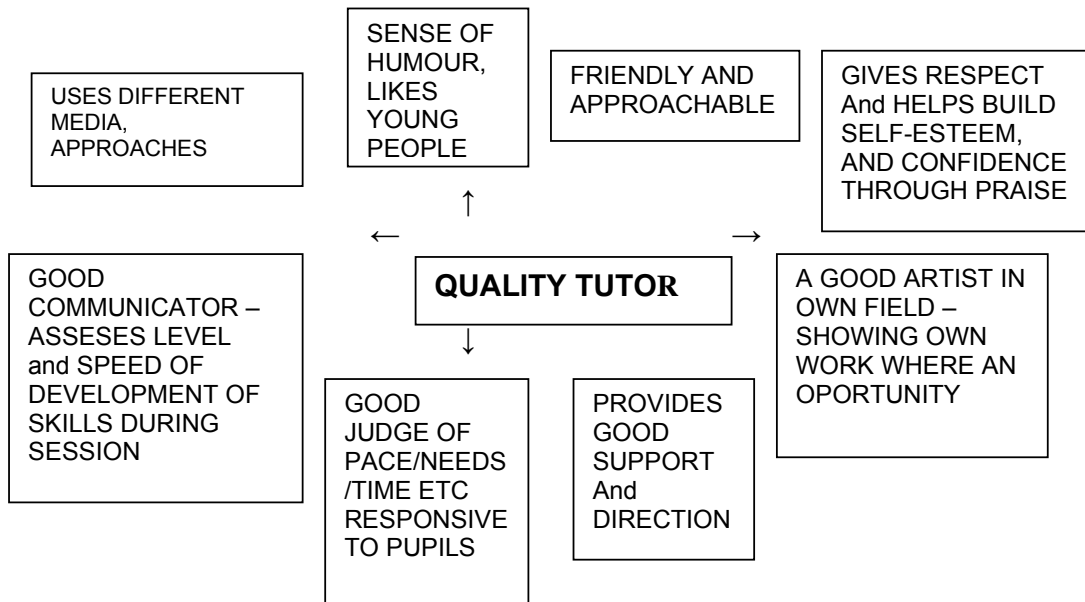 USES DIFFERENT
MEDIA,
APPROACHES
SENSE OF
HUMOUR,
LIKES
YOUNG
PEOPLE
FRIENDLY AND
APPROACHABLE
GIVES RESPECT
And HELPS BUILD
SELF-ESTEEM,
AND CONFIDENCE
THROUGH PRAISE
↑
←
→
GOOD
COMMUNICATOR –
ASSESES LEVEL
and SPEED OF
DEVELOPMENT OF
SKILLS DURING
SESSION
QUALITY TUTOR
A GOOD ARTIST IN
OWN FIELD –
SHOWING OWN
WORK WHERE AN
OPORTUNITY
↓
GOOD
JUDGE OF
PACE/NEEDS
/TIME ETC
RESPONSIVE
TO PUPILS
PROVIDES
GOOD
SUPPORT
And
DIRECTION